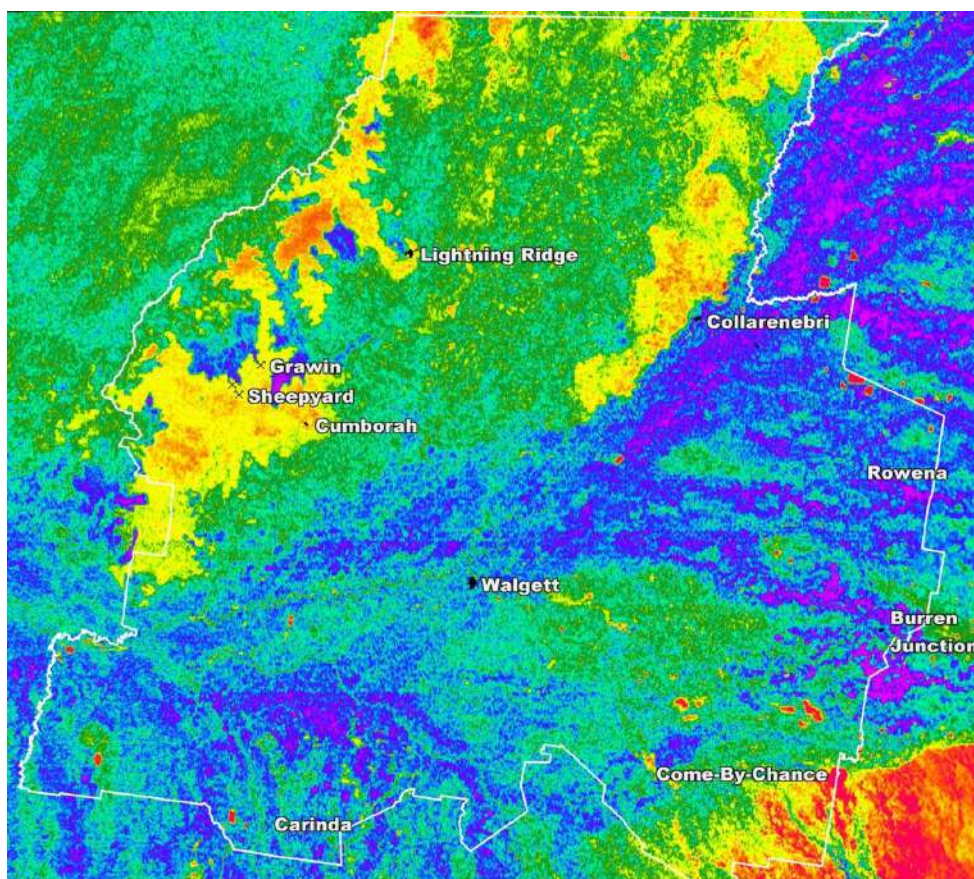 Lightning Ridge
Collarenebri
Grawin
Sheepyard
Cumborah
Rowena
Walgett
Burren
Junction
Come-By-Chance
Carinda